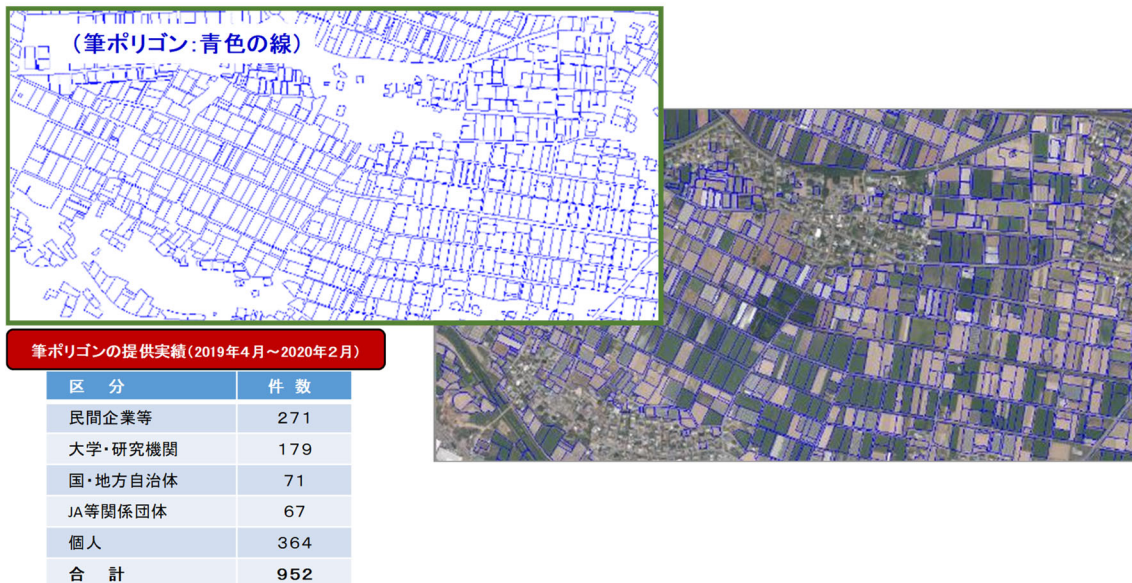 （筆ポリゴン：青色の線）
筆ポリゴンの提供実績（2019年4月～2020年2月）
区　分　件　数
民間企業等　271
大学・研究機関　179
国・地方自治体　71
JA等関係団体　67
個人　364
合　計　952